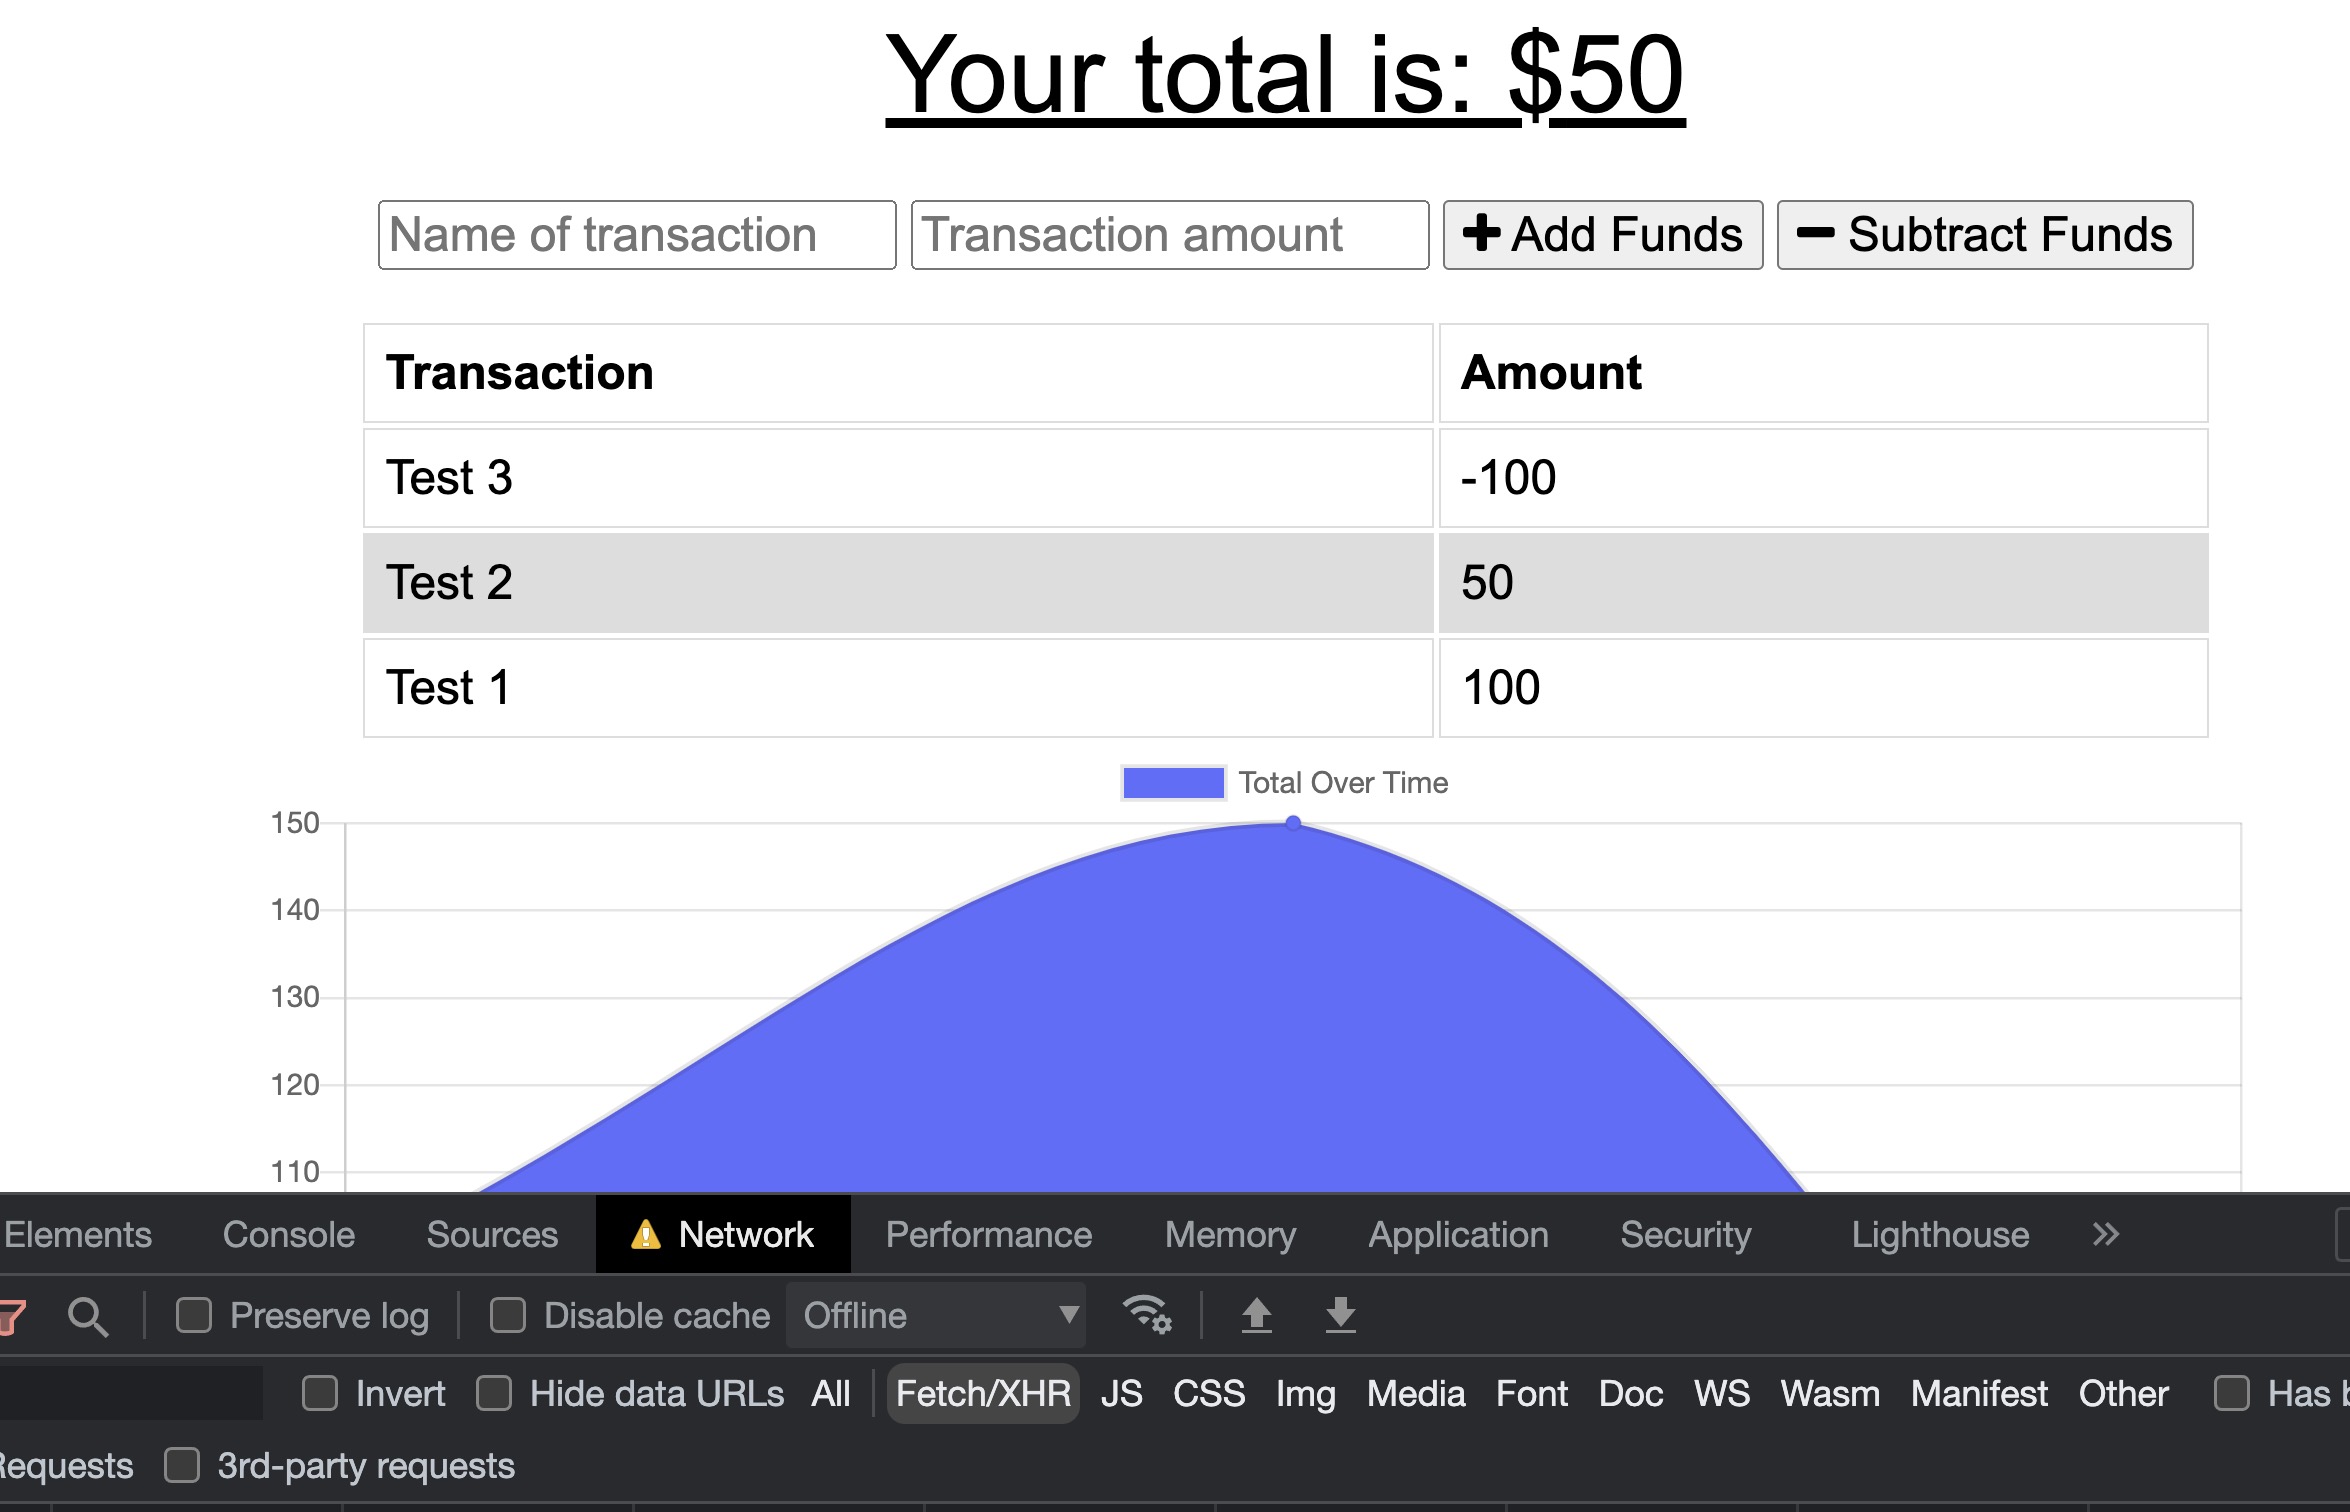 Your total is: $50
Name of transaction Transaction amount Add Funds Subtract Funds
Transaction Amount
Test 3 -100
Test 2 50
Test 1 100
Total Over Time
150
140
130
120
110
Elements Console Sources Network Performance Memory Application Security Lighthouse »
Preserve log Disable cache Offline
Invert Hide data URLs All Fetch/XHR JS CSS Img Media Font Doc WS Wasm Manifest Other Has
3rd-party requests